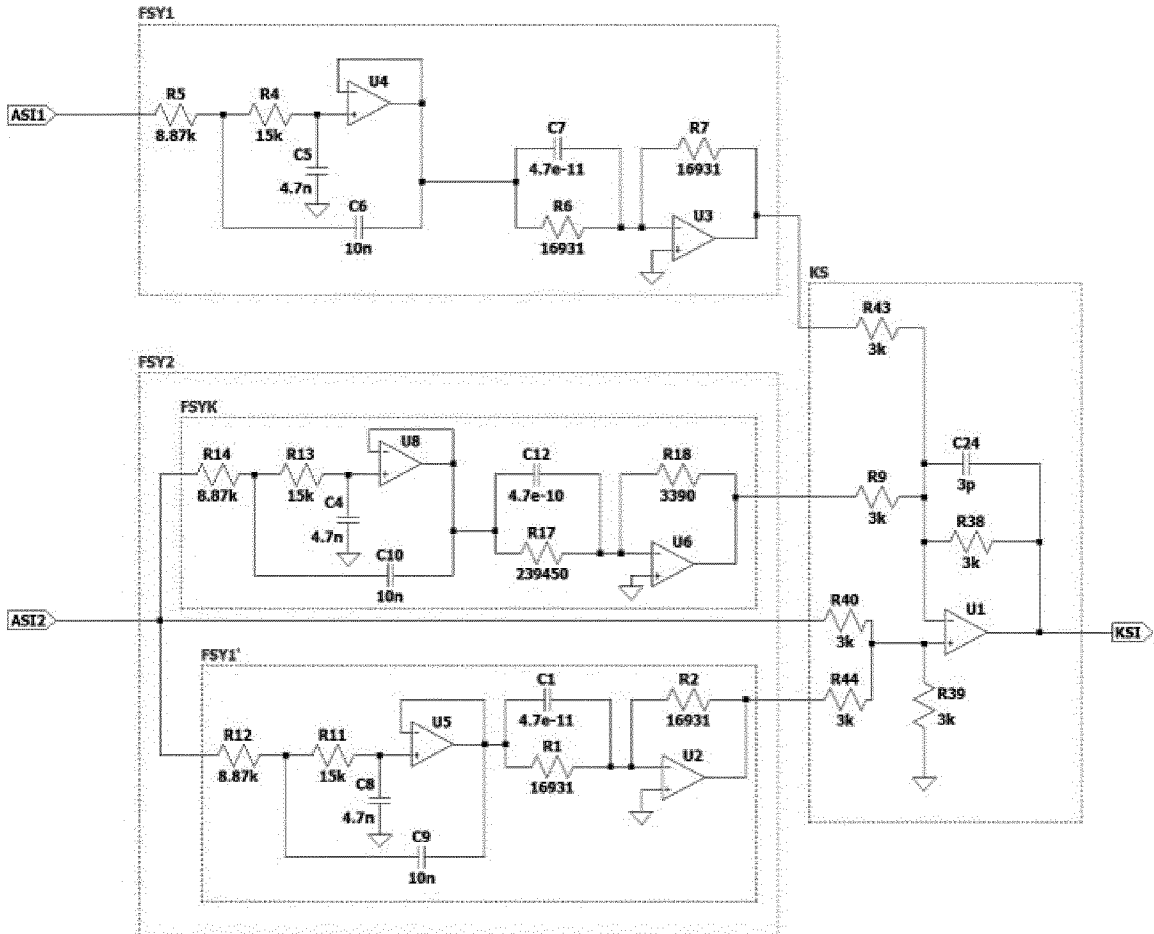 FSY1
ASI1
R5
8.87k
R4
15k
C5
4.7n
U4
C6
10n
C7
4.7e-11
R6
16931
R7
16931
U3
KS
R43
3k
FSY2
FSYK
R14
8.87k
R13
15k
C4
4.7n
U8
C10
10n
C12
4.7e-10
R17
239450
R18
3390
U6
R9
3k
C24
3p
R38
3k
ASI2
R40
3k
U1
KSI
R44
3k
R39
3k
FSY1'
R12
8.87k
R11
15k
C8
4.7n
U5
C9
10n
C1
4.7e-11
R1
16931
R2
16931
U2